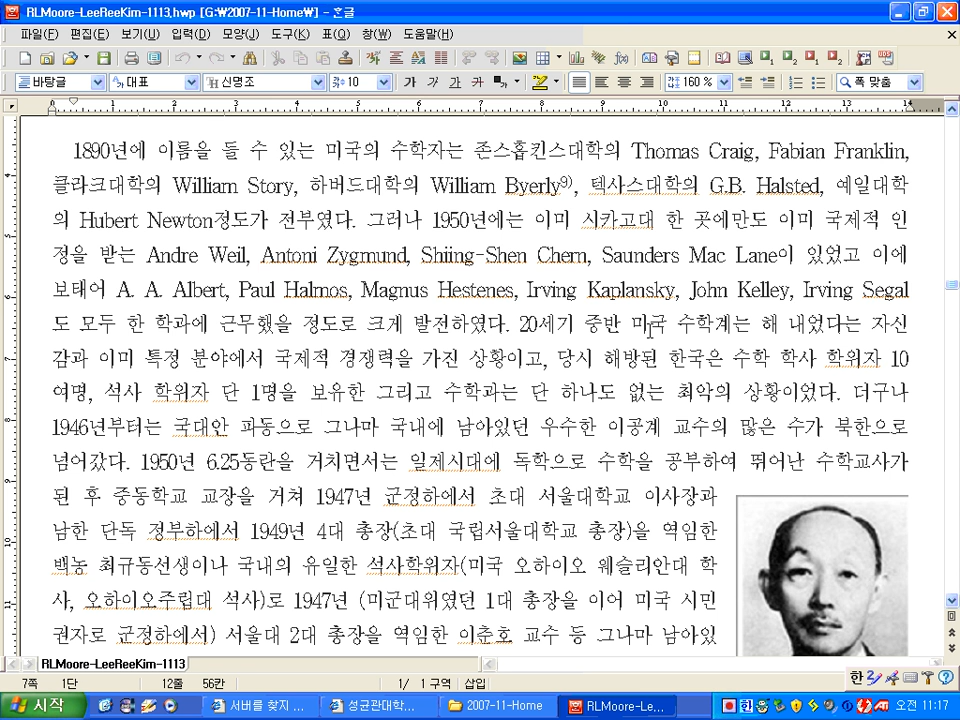 RLMoore-LeeReeKim-1113.hwp [G:\2007-11-Home\] - 한글
파일(F) 편집(E) 보기(U) 입력(D) 모양(J) 도구(K) 표(Q) 창(W) 도움말(H)
바탕글 대표 신명조 10 가 가 가 가 160 % 폭 맞춤
0 1 2 3 4 5 6 7 8 9 10 11 12 13 14
1890년에 이름을 들 수 있는 미국의 수학자는 존스홉킨스대학의 Thomas Craig, Fabian Franklin,
클라크대학의 William Story, 하버드대학의 William Byerly9), 텍사스대학의 G.B. Halsted, 예일대학
의 Hubert Newton정도가 전부였다. 그러나 1950년에는 이미 시카고대 한 곳에만도 이미 국제적 인
정을 받는 Andre Weil, Antoni Zygmund, Shiing-Shen Chern, Saunders Mac Lane이 있었고 이에
보태어 A. A. Albert, Paul Halmos, Magnus Hestenes, Irving Kaplansky, John Kelley, Irving Segal
도 모두 한 학과에 근무했을 정도로 크게 발전하였다. 20세기 중반 미국 수학계는 해 내었다는 자신
감과 이미 특정 분야에서 국제적 경쟁력을 가진 상황이고, 당시 해방된 한국은 수학 학사 학위자 10
여명, 석사 학위자 단 1명을 보유한 그리고 수학과는 단 하나도 없는 최악의 상황이었다. 더구나
1946년부터는 국대안 파동으로 그나마 국내에 남아있던 우수한 이공계 교수의 많은 수가 북한으로
넘어갔다. 1950년 6.25동란을 거치면서는 일제시대에 독학으로 수학을 공부하여 뛰어난 수학교사가
된 후 중등학교 교장을 거쳐 1947년 군정하에서 초대 서울대학교 이사장과
남한 단독 정부하에서 1949년 4대 총장(초대 국립서울대학교 총장)을 역임한
백농 최규동선생이나 국내의 유일한 석사학위자(미국 오하이오 웨슬리안대 학
사, 오하이오주립대 석사)로 1947년 (미군대위였던 1대 총장을 이어 미국 시민
권자로 군정하에서) 서울대 2대 총장을 역임한 이춘호 교수 등 그나마 남아있
RLMoore-LeeReeKim-1113
7쪽 1단 12줄 56칸 1/ 1 구역 삽입
시작 서버를 찾지 ... 성균관대학... 2007-11-Home RLMoore-Le... 오전 11:17